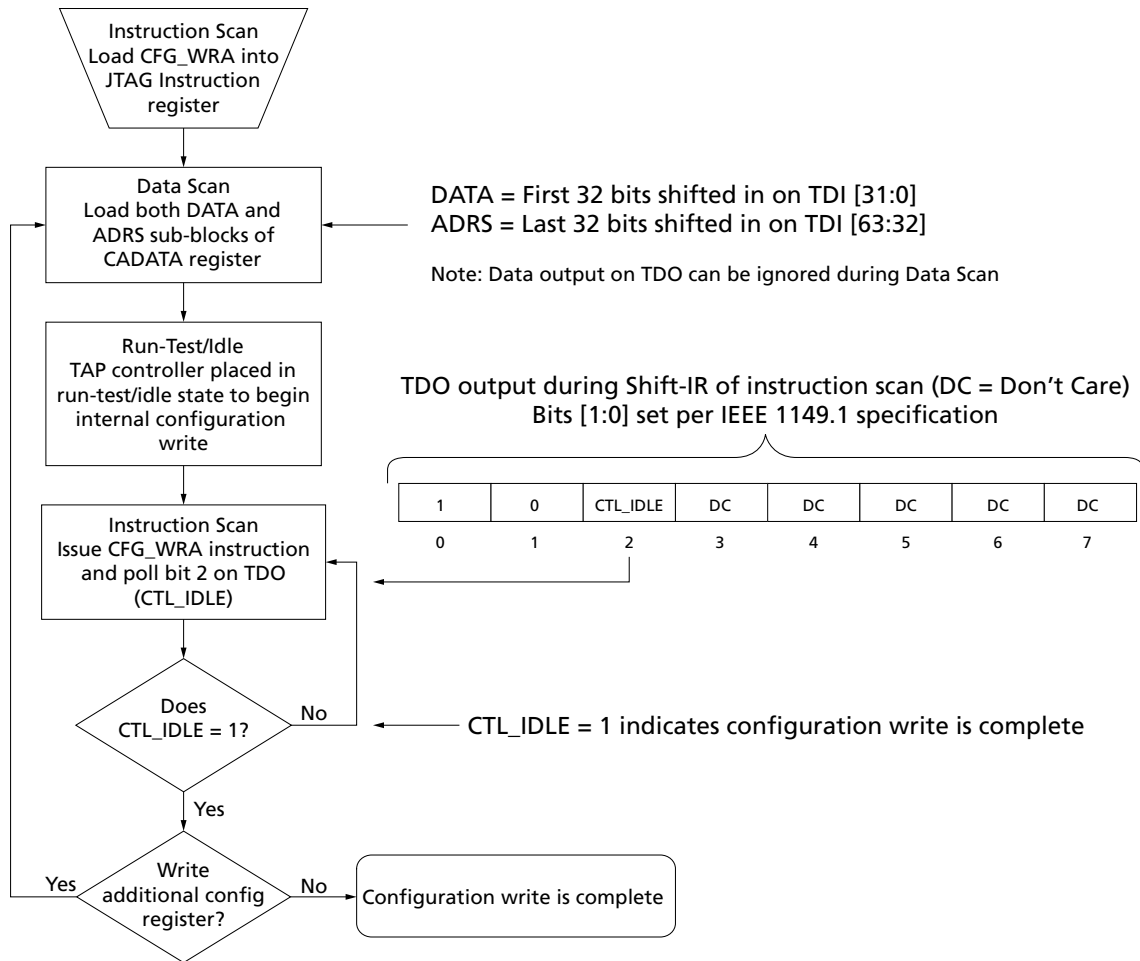 Instruction Scan
Load CFG_WRA into
JTAG Instruction
register
Data Scan
Load both DATA and
ADRS sub-blocks of
CADATA register
DATA = First 32 bits shifted in on TDI [31:0]
ADRS = Last 32 bits shifted in on TDI [63:32]
Note: Data output on TDO can be ignored during Data Scan
Run-Test/Idle
TAP controller placed in
run-test/idle state to begin
internal configuration
write
TDO output during Shift-IR of instruction scan (DC = Don’t Care)
Bits [1:0] set per IEEE 1149.1 specification
1 0 CTL_IDLE DC DC DC DC DC
0 1 2 3 4 5 6 7
Instruction Scan
Issue CFG_WRA instruction
and poll bit 2 on TDO
(CTL_IDLE)
Does
CTL_IDLE = 1?
No
CTL_IDLE = 1 indicates configuration write is complete
Yes
Write
additional config
register?
Yes
No
Configuration write is complete